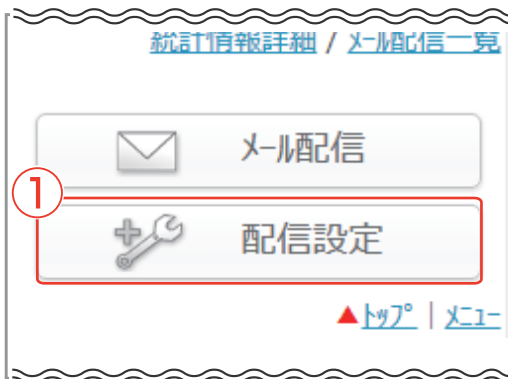 統計情報詳細 / ﾒｰﾙ配信一覧
ﾒｰﾙ配信
①
配信設定
▲ﾄｯﾌﾟ | ﾒﾆｭｰ